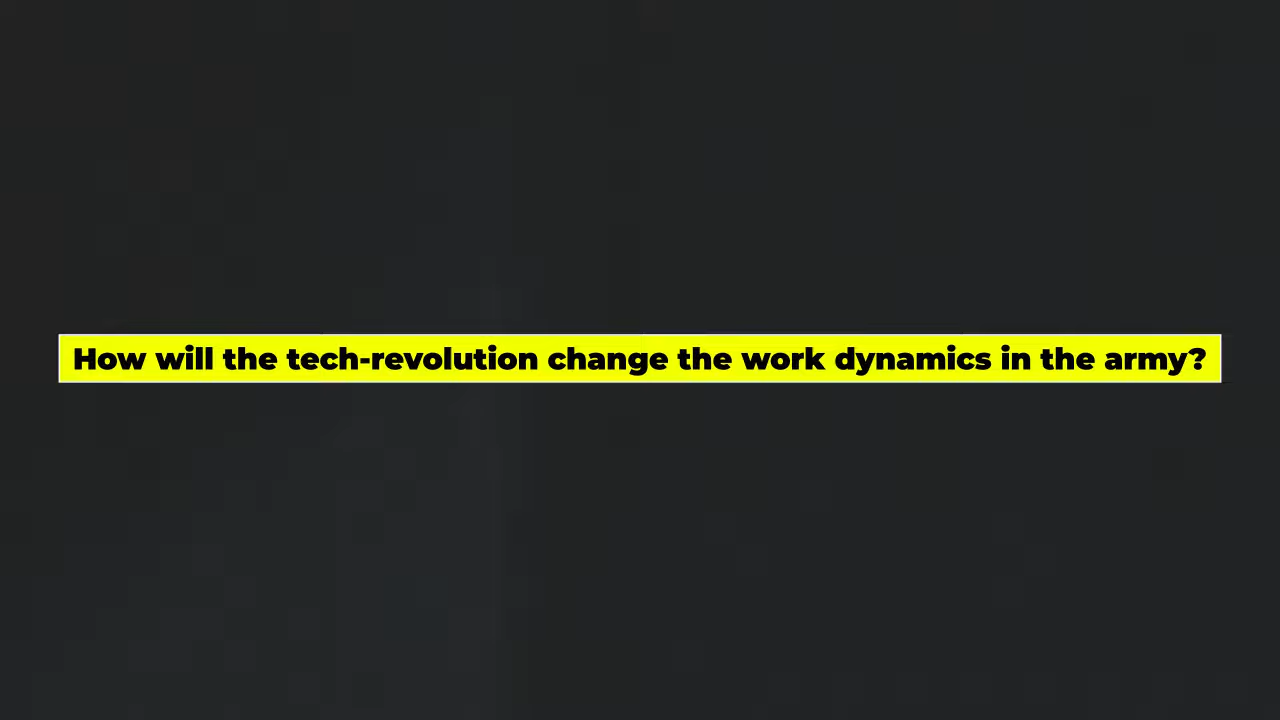 How will the tech-revolution change the work dynamics in the army?